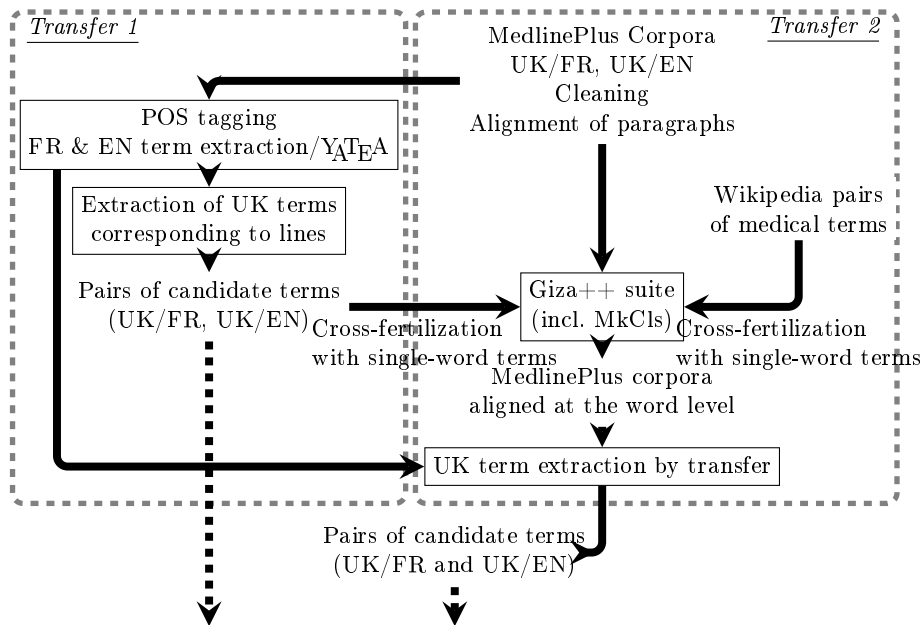 Transfer 1
Transfer 2
MedlinePlus Corpora
UK/FR, UK/EN
Cleaning
Alignment of paragraphs
POS tagging
FR & EN term extraction/YATEA
Extraction of UK terms
corresponding to lines
Wikipedia pairs
of medical terms
Pairs of candidate terms
(UK/FR, UK/EN)
Giza++ suite
(incl. MkCls)
Cross-fertilization
with single-word terms
Cross-fertilization
with single-word terms
MedlinePlus corpora
aligned at the word level
UK term extraction by transfer
Pairs of candidate terms
(UK/FR and UK/EN)